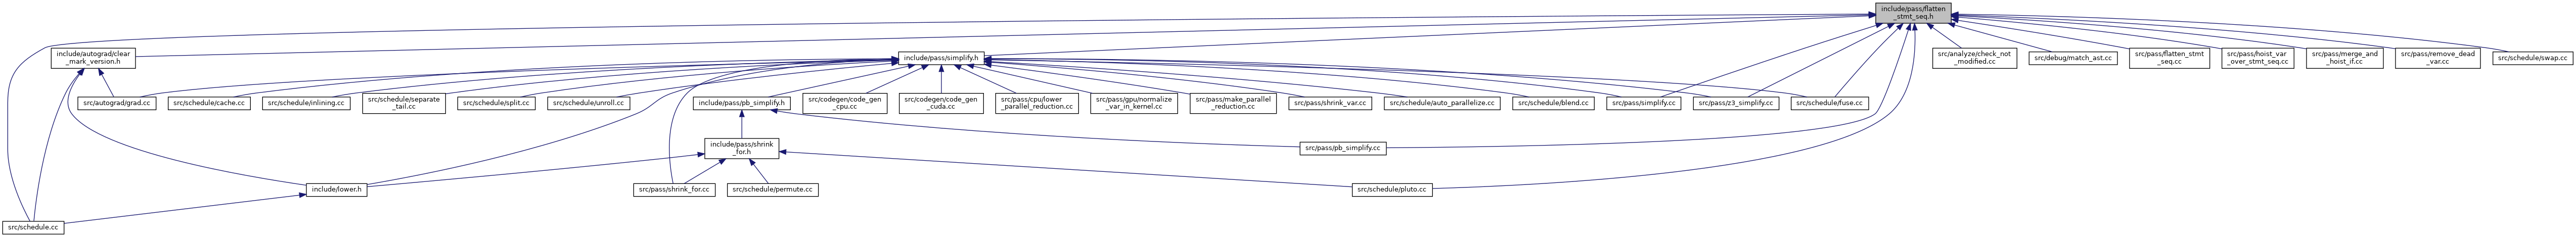 include/pass/flatten
_stmt_seq.h
include/autograd/clear
_mark_version.h
include/pass/simplify.h
src/analyze/check_not
_modified.cc
src/debug/match_ast.cc
src/pass/flatten_stmt
_seq.cc
src/pass/hoist_var
_over_stmt_seq.cc
src/pass/merge_and
_hoist_if.cc
src/pass/remove_dead
_var.cc
src/schedule/swap.cc
src/autograd/grad.cc
src/schedule/cache.cc
src/schedule/inlining.cc
src/schedule/separate
_tail.cc
src/schedule/split.cc
src/schedule/unroll.cc
include/pass/pb_simplify.h
src/codegen/code_gen
_cpu.cc
src/codegen/code_gen
_cuda.cc
src/pass/cpu/lower
_parallel_reduction.cc
src/pass/gpu/normalize
_var_in_kernel.cc
src/pass/make_parallel
_reduction.cc
src/pass/shrink_var.cc
src/schedule/auto_parallelize.cc
src/schedule/blend.cc
src/pass/simplify.cc
src/pass/z3_simplify.cc
src/schedule/fuse.cc
include/pass/shrink
_for.h
src/pass/pb_simplify.cc
include/lower.h
src/pass/shrink_for.cc
src/schedule/permute.cc
src/schedule/pluto.cc
src/schedule.cc